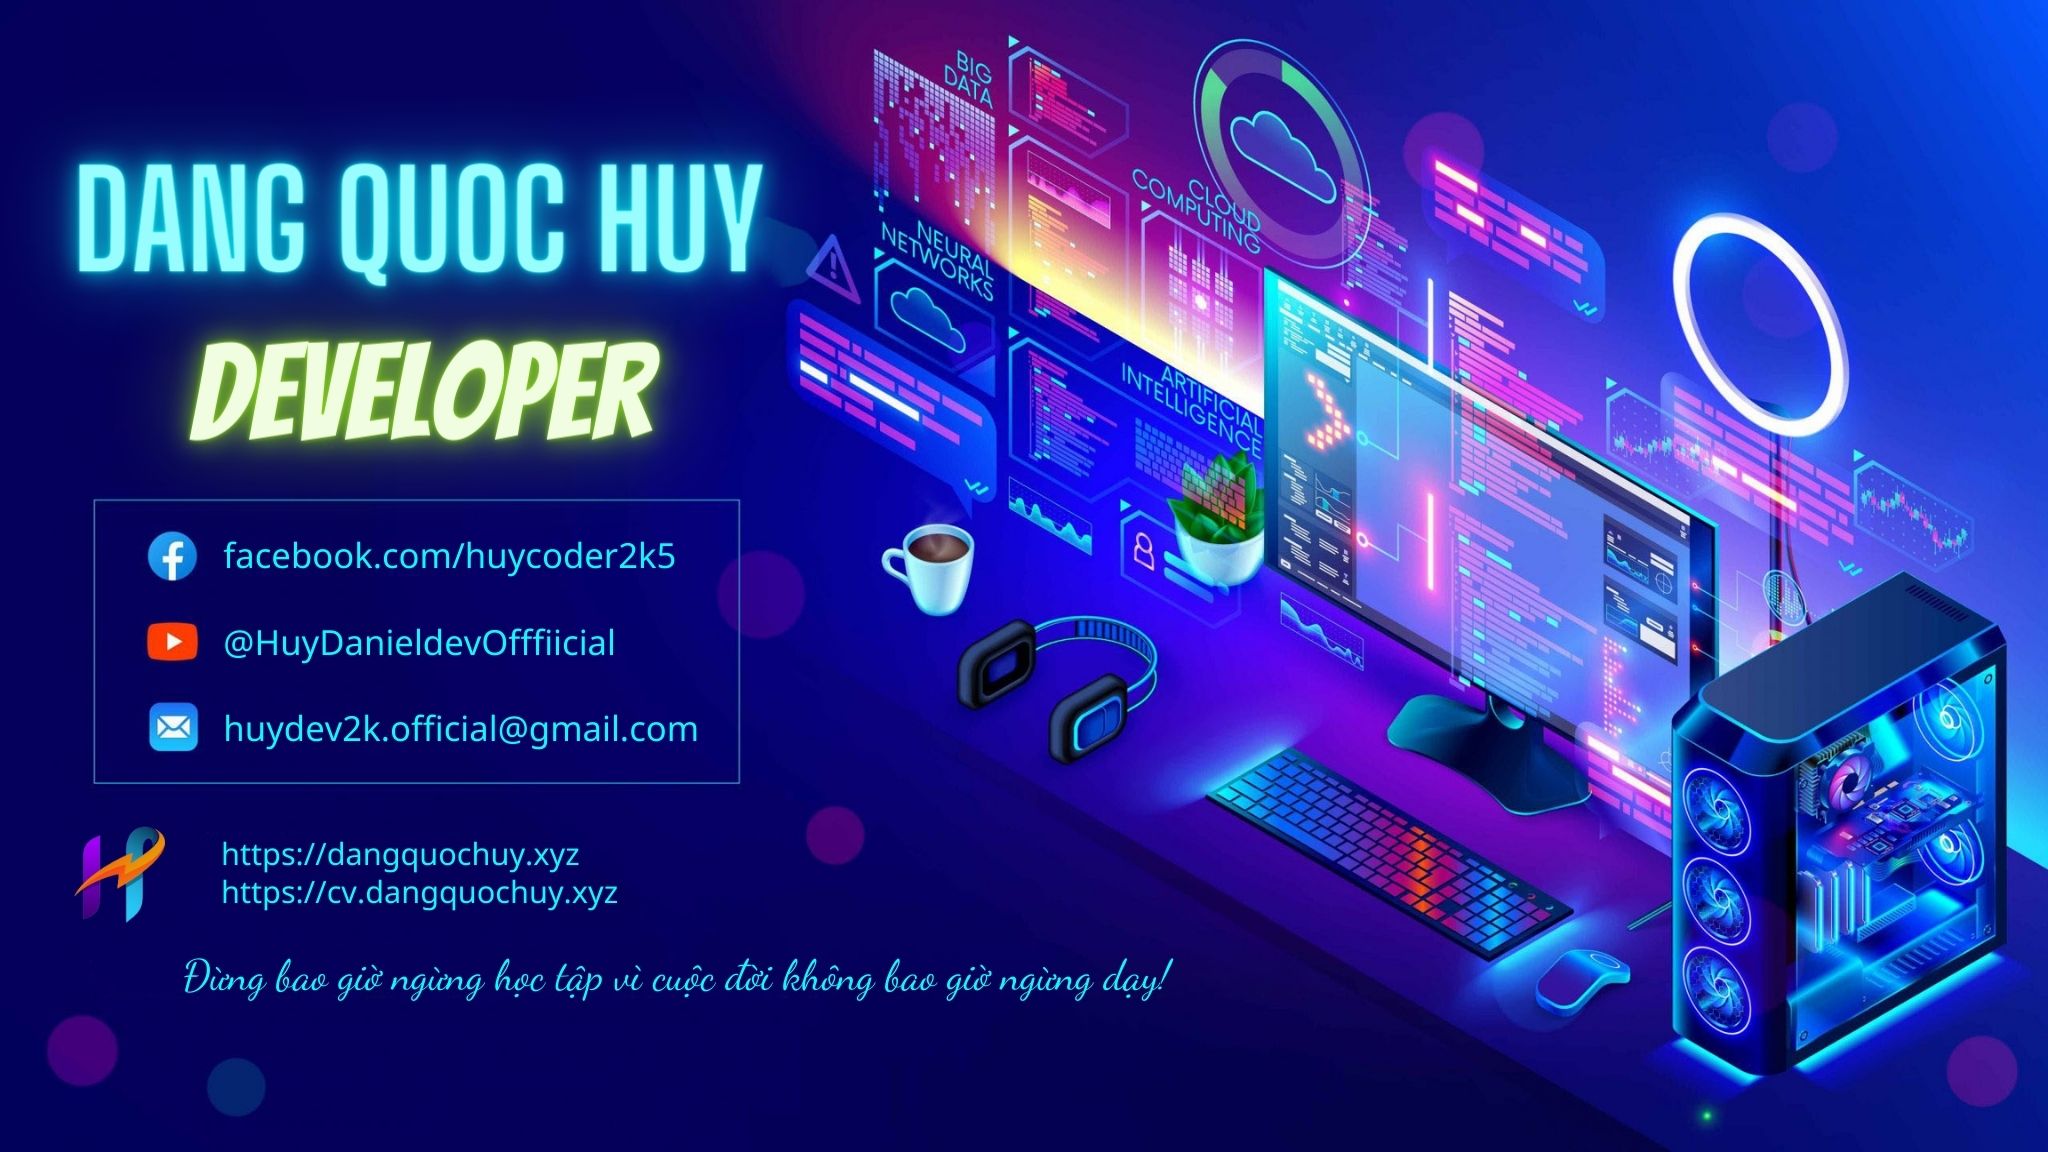 DANG QUOC HUY
DEVELOPER
facebook.com/huycoder2k5
@HuyDanieldevOfffiicial
huydev2k.official@gmail.com
https://dangquochuy.xyz
https://cv.dangquochuy.xyz
Đừng bao giờ ngừng học tập vì cuộc đời không bao giờ ngừng dạy!
BIG
DATA
NEURAL
NETWORKS
CLOUD
COMPUTING
ARTIFICIAL
INTELLIGENCE